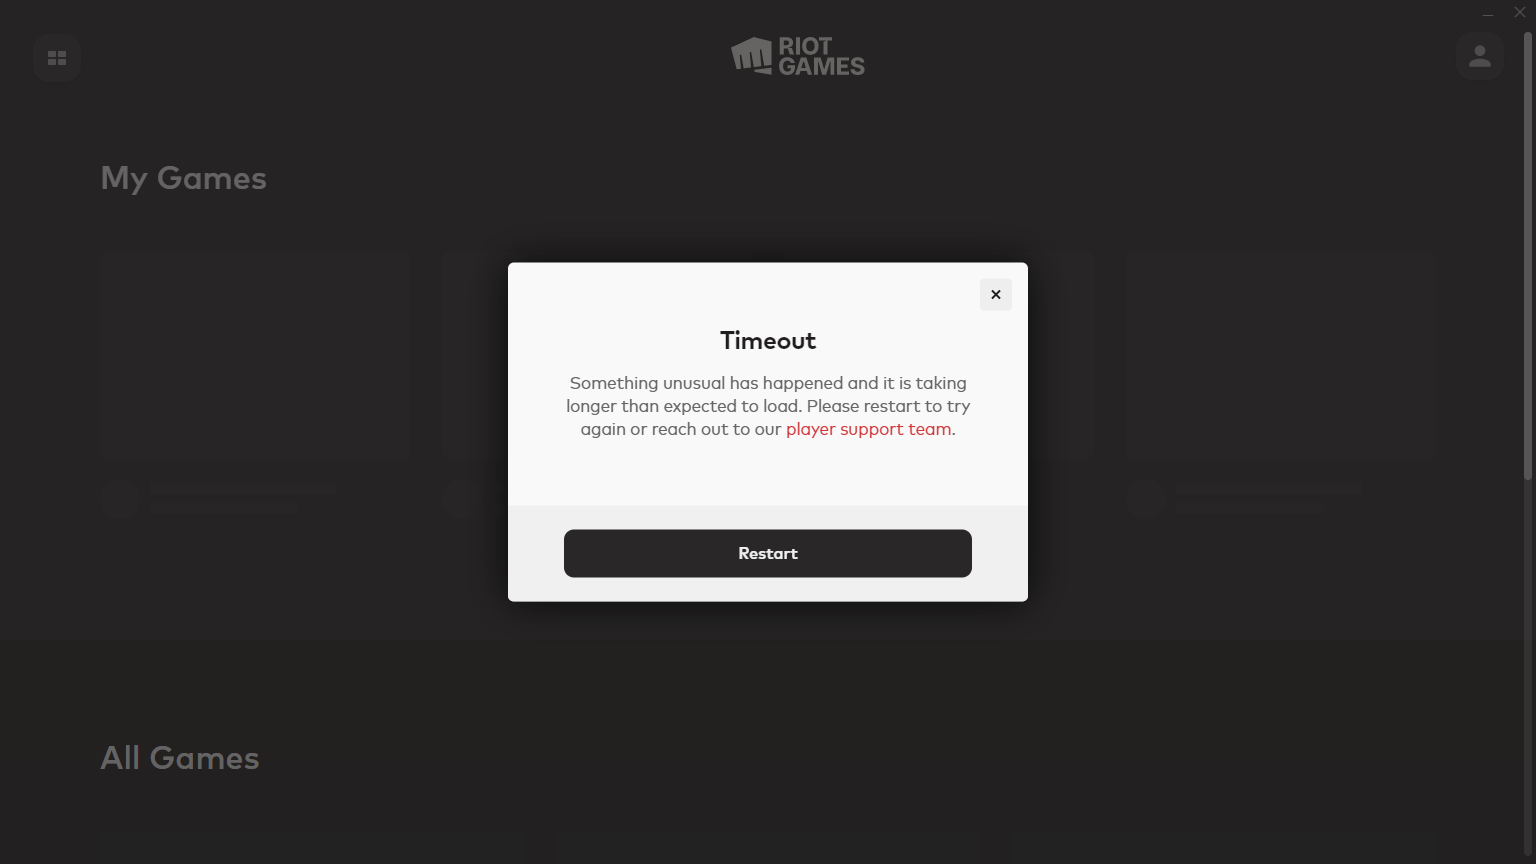 RIOT
GAMES
My Games
Timeout
Something unusual has happened and it is taking
longer than expected to load. Please restart to try
again or reach out to our player support team.
Restart
All Games